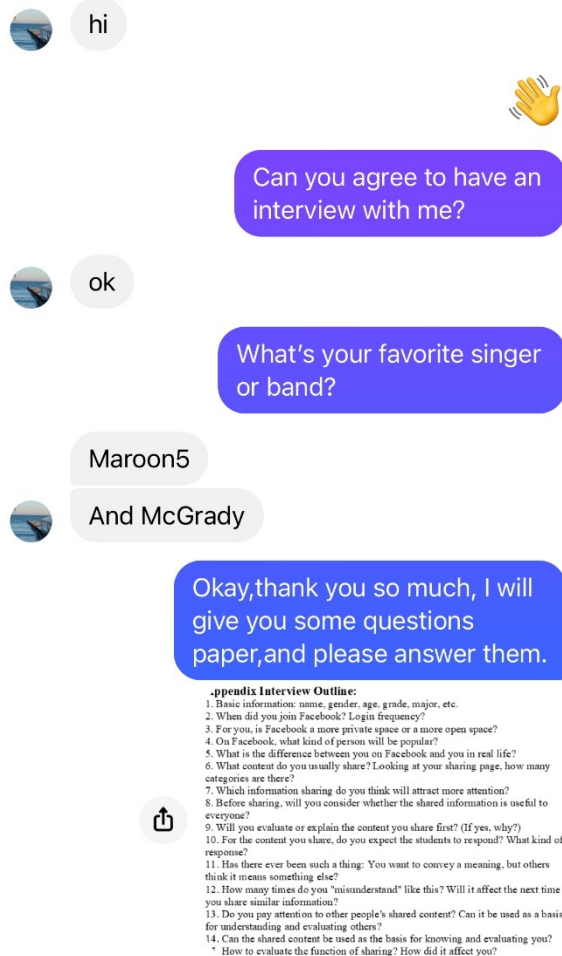 hi
Can you agree to have an
interview with me?
ok
What's your favorite singer
or band?
Maroon5
And McGrady
Okay,thank you so much, I will
give you some questions
paper,and please answer them.
ppendix Interview Outline:
1. Basic information: name, gender, age, grade, major, etc.
2. When did you join Facebook? Login frequency?
3. For you, is Facebook a more private space or a more open space?
4. On Facebook, what kind of person will be popular?
5. What is the difference between you on Facebook and you in real life?
6. What content do you usually share? Looking at your sharing page, how many
categories are there?
7. Which information sharing do you think will attract more attention?
8. Before sharing, will you consider whether the shared information is useful to
everyone?
9. Will you evaluate or explain the content you share first? (If yes, why?)
10. For the content you share, do you expect the students to respond? What kind of
response?
11. Has there ever been such a thing: You want to convey a meaning, but others
think it means something else?
12. How many times do you "misunderstand" like this? Will it affect the next time
you share similar information?
13. Do you pay attention to other people's shared content? Can it be used as a basis
for understanding and evaluating others?
14. Can the shared content be used as the basis for knowing and evaluating you?
How to evaluate the function of sharing? How did it affect you?